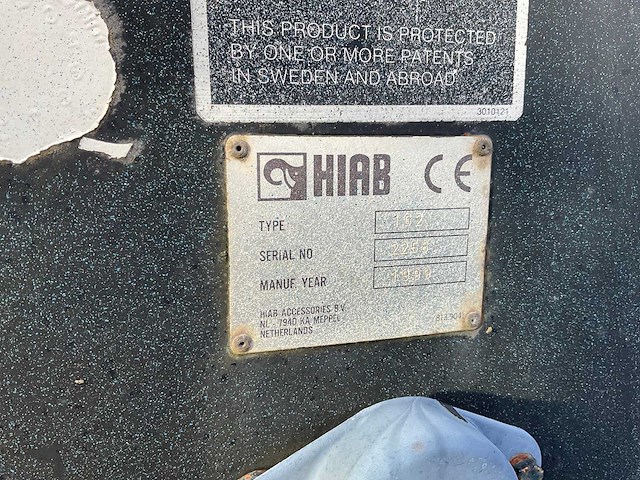 THIS PRODUCT IS PROTECTED
BY ONE OR MORE PATENTS
IN SWEDEN AND ABROAD
3010121
HIAB CE
TYPE
SERIAL NO
MANUF. YEAR
HIAB ACCESSORIES B.V.
NL - 7940 KA MEPPEL
NETHERLANDS